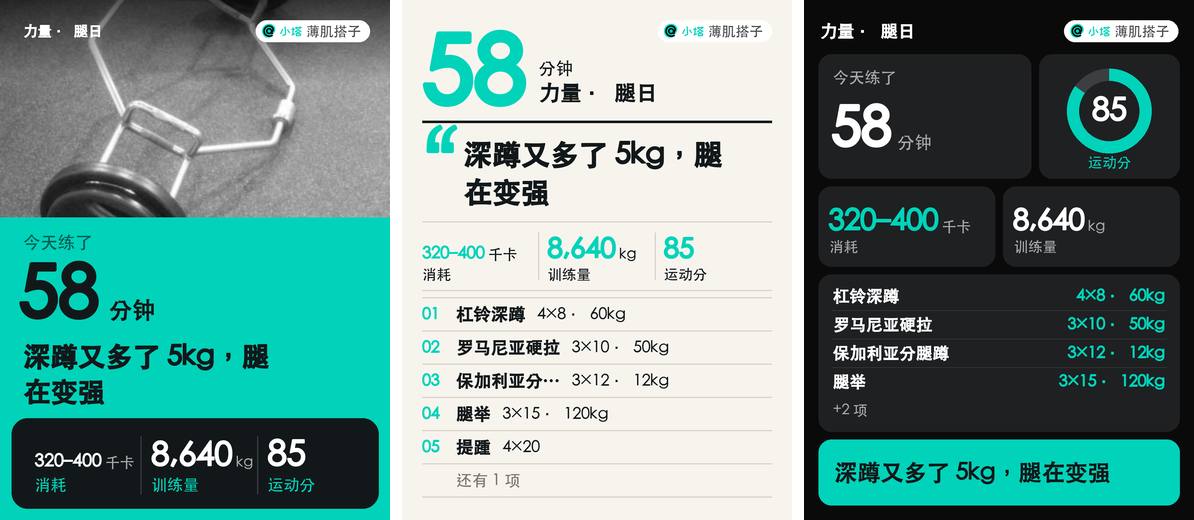 力量 · 腿日
小塔 薄肌搭子
今天练了
58 分钟
深蹲又多了 5kg，腿
在变强
320–400 千卡
消耗
8,640 kg
训练量
85
运动分
58 分钟
力量 · 腿日
小塔 薄肌搭子
“深蹲又多了 5kg，腿
在变强
320–400 千卡
消耗
8,640 kg
训练量
85
运动分
01 杠铃深蹲 4×8 · 60kg
02 罗马尼亚硬拉 3×10 · 50kg
03 保加利亚分… 3×12 · 12kg
04 腿举 3×15 · 120kg
05 提踵 4×20
还有 1 项
力量 · 腿日
小塔 薄肌搭子
今天练了
58 分钟
85
运动分
320–400 千卡
消耗
8,640 kg
训练量
杠铃深蹲 4×8 · 60kg
罗马尼亚硬拉 3×10 · 50kg
保加利亚分腿蹲 3×12 · 12kg
腿举 3×15 · 120kg
+2 项
深蹲又多了 5kg，腿在变强